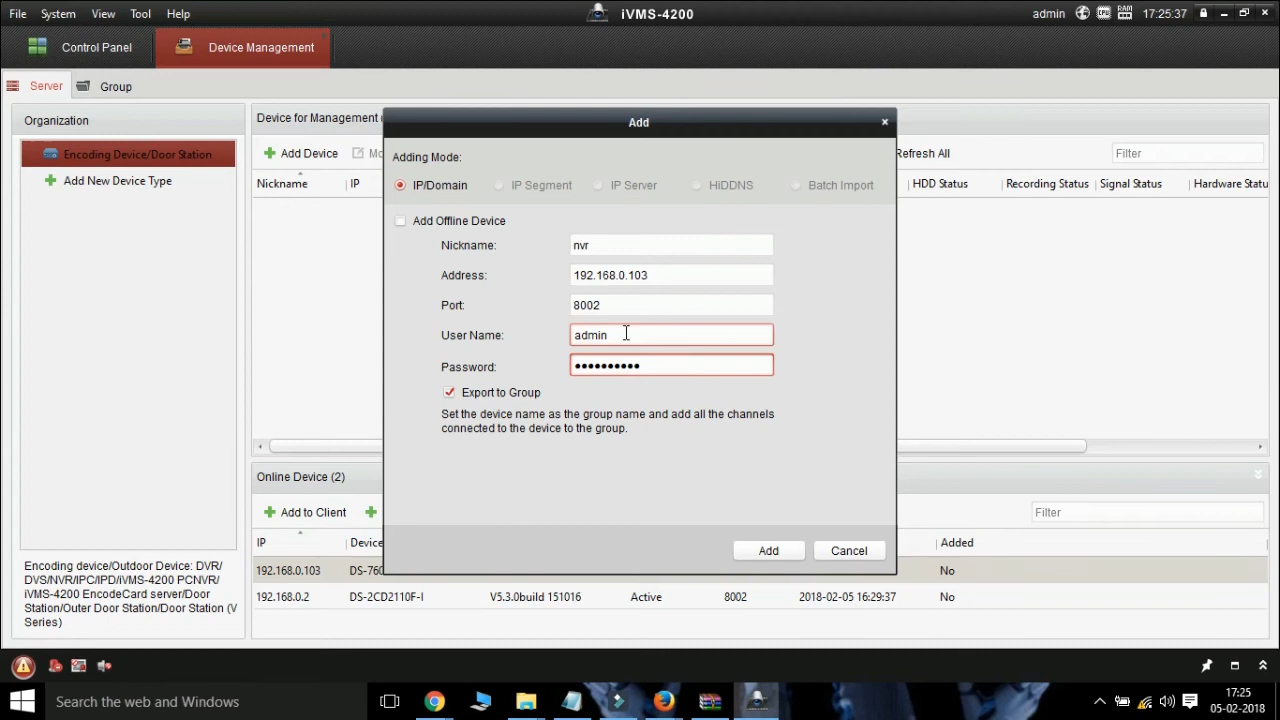 File System View Tool Help iVMS-4200 admin 17:25:37
Control Panel Device Management
Server Group
Organization
Encoding Device/Door Station
Add New Device Type
Encoding device/Outdoor Device: DVR/
DVS/NVR/IPC/IPD/iVMS-4200 PCNVR/
iVMS-4200 EncodeCard server/Door
Station/Outer Door Station/Door Station (V
Series)
Device for Management (
Add Device Mo Refresh All Filter
Nickname IP HDD Status Recording Status Signal Status Hardware Statu
Add
Adding Mode:
IP/Domain IP Segment IP Server HiDDNS Batch Import
Add Offline Device
Nickname: nvr
Address: 192.168.0.103
Port: 8002
User Name: admin
Password: ●●●●●●●●●●
Export to Group
Set the device name as the group name and add all the channels
connected to the device to the group.
Add Cancel
Online Device (2)
Add to Client Filter
IP Device Added
192.168.0.103 DS-760 No
192.168.0.2 DS-2CD2110F-I V5.3.0build 151016 Active 8002 2018-02-05 16:29:37 No
Search the web and Windows
17:25
05-02-2018